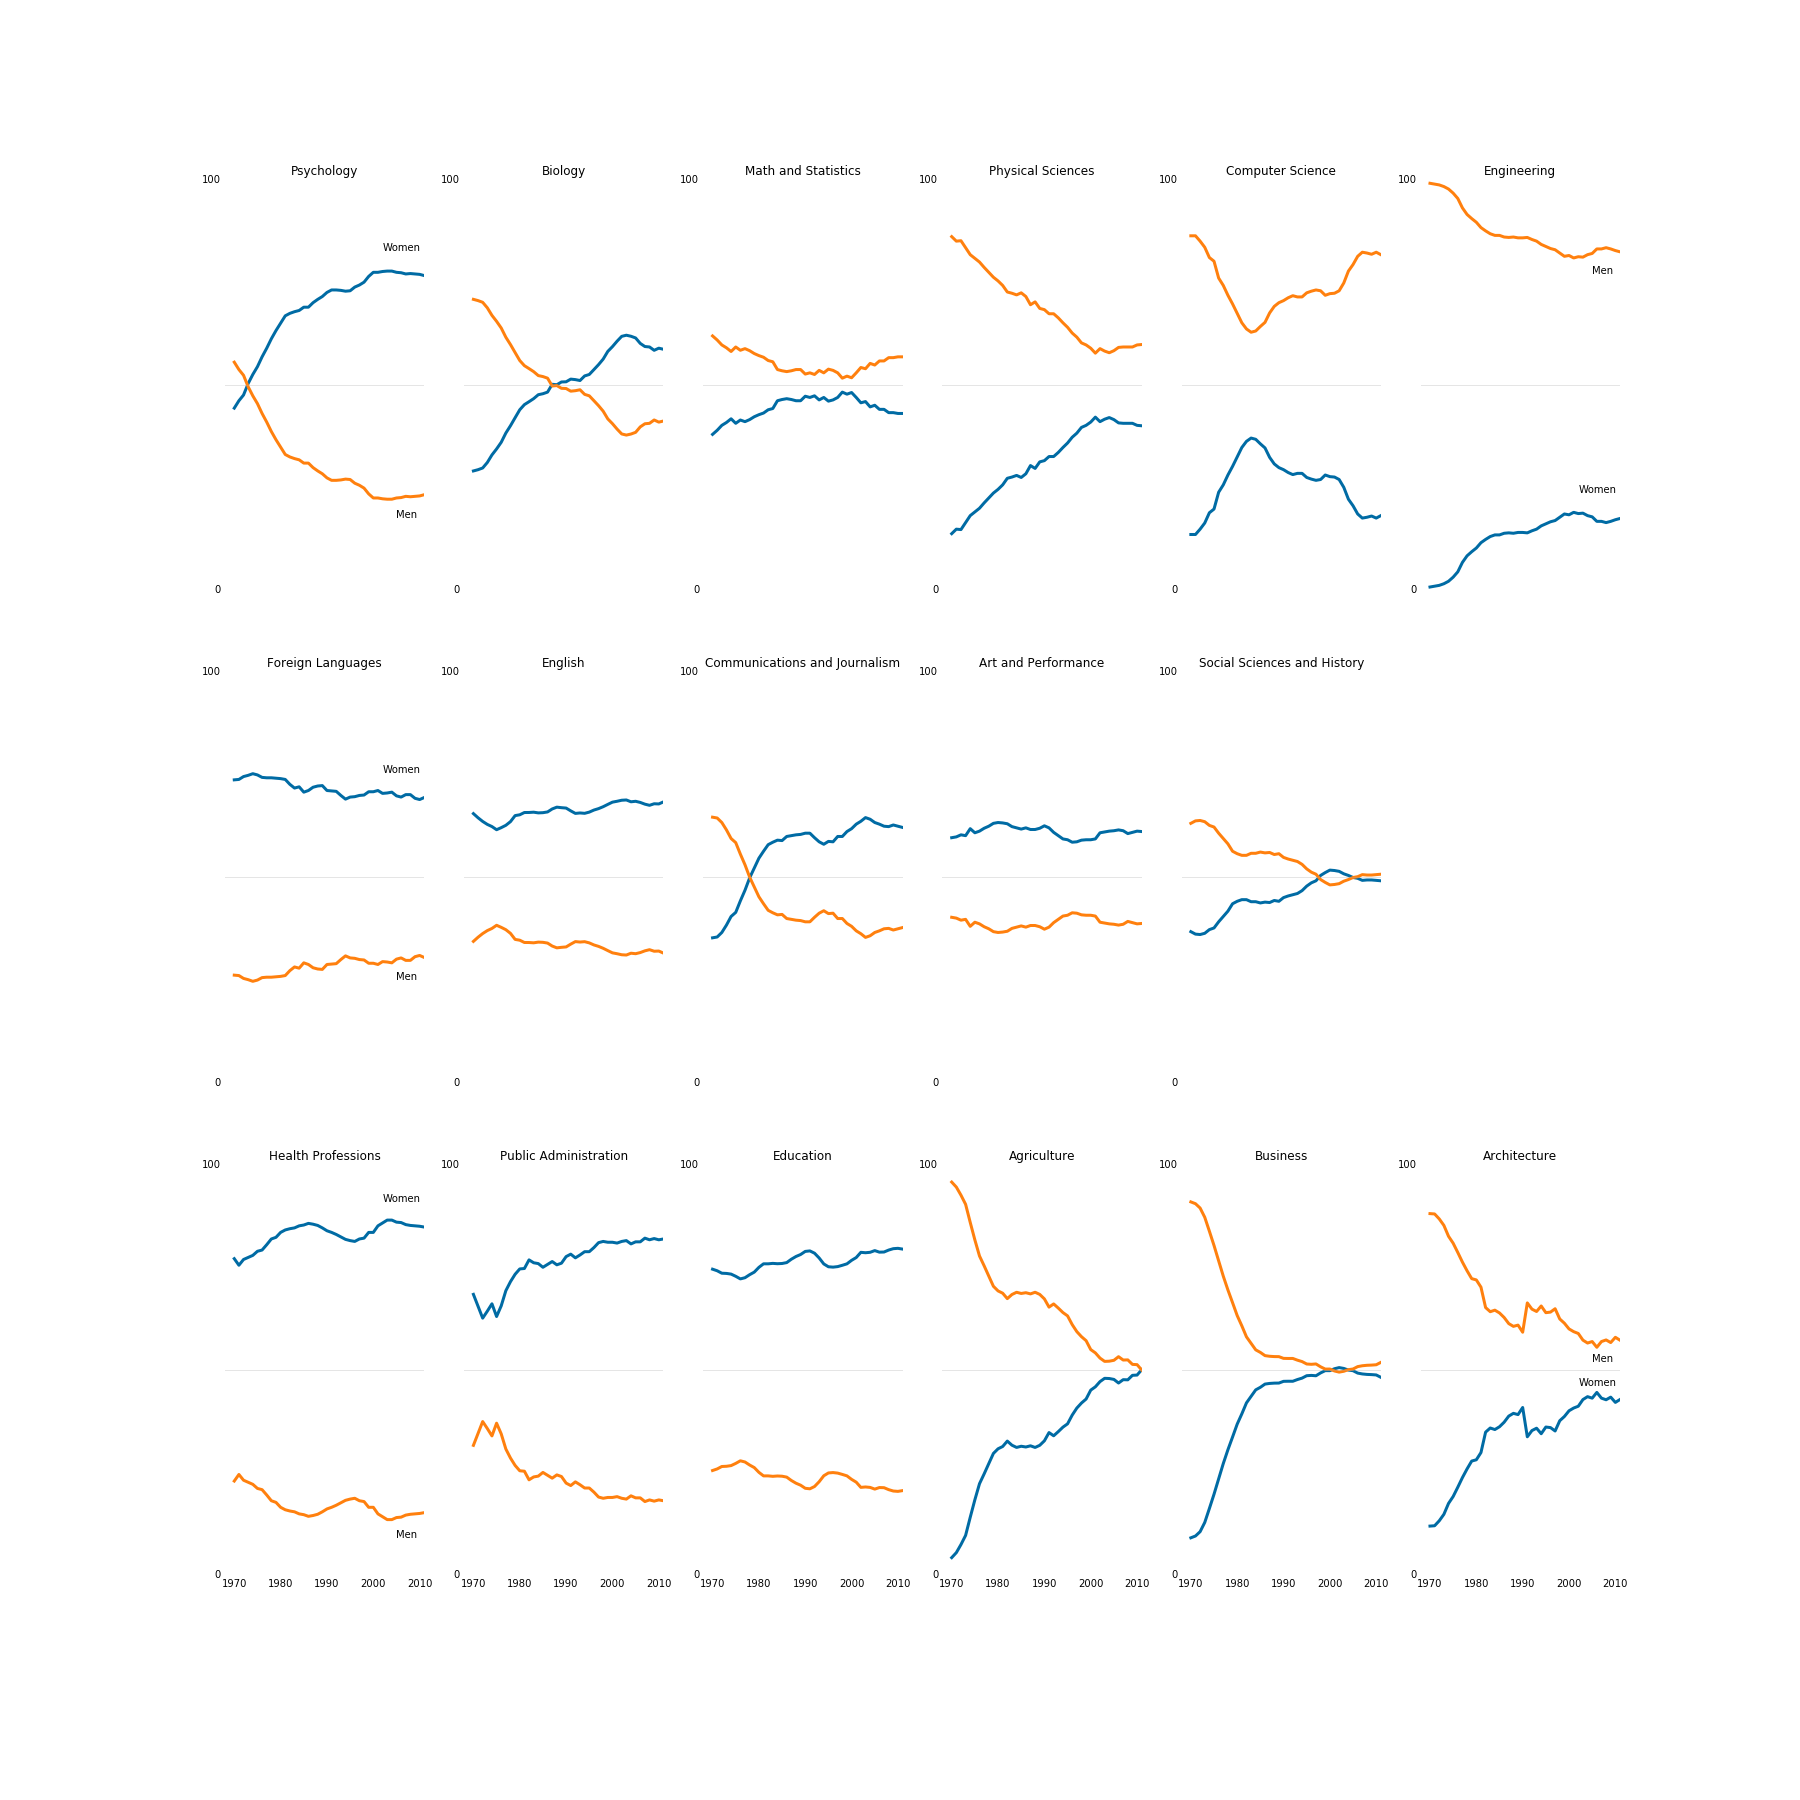 Psychology Biology Math and Statistics Physical Sciences Computer Science Engineering
100 100 100 100 100 100
Women
Men
Women
Men
0 0 0 0 0 0
Foreign Languages English Communications and Journalism Art and Performance Social Sciences and History
100 100 100 100 100
Women
Men
0 0 0 0 0
Health Professions Public Administration Education Agriculture Business Architecture
100 100 100 100 100 100
Women
Men
Women
Men
0 0 0 0 0 0
1970 1980 1990 2000 2010 1970 1980 1990 2000 2010 1970 1980 1990 2000 2010 1970 1980 1990 2000 2010 1970 1980 1990 2000 2010 1970 1980 1990 2000 2010